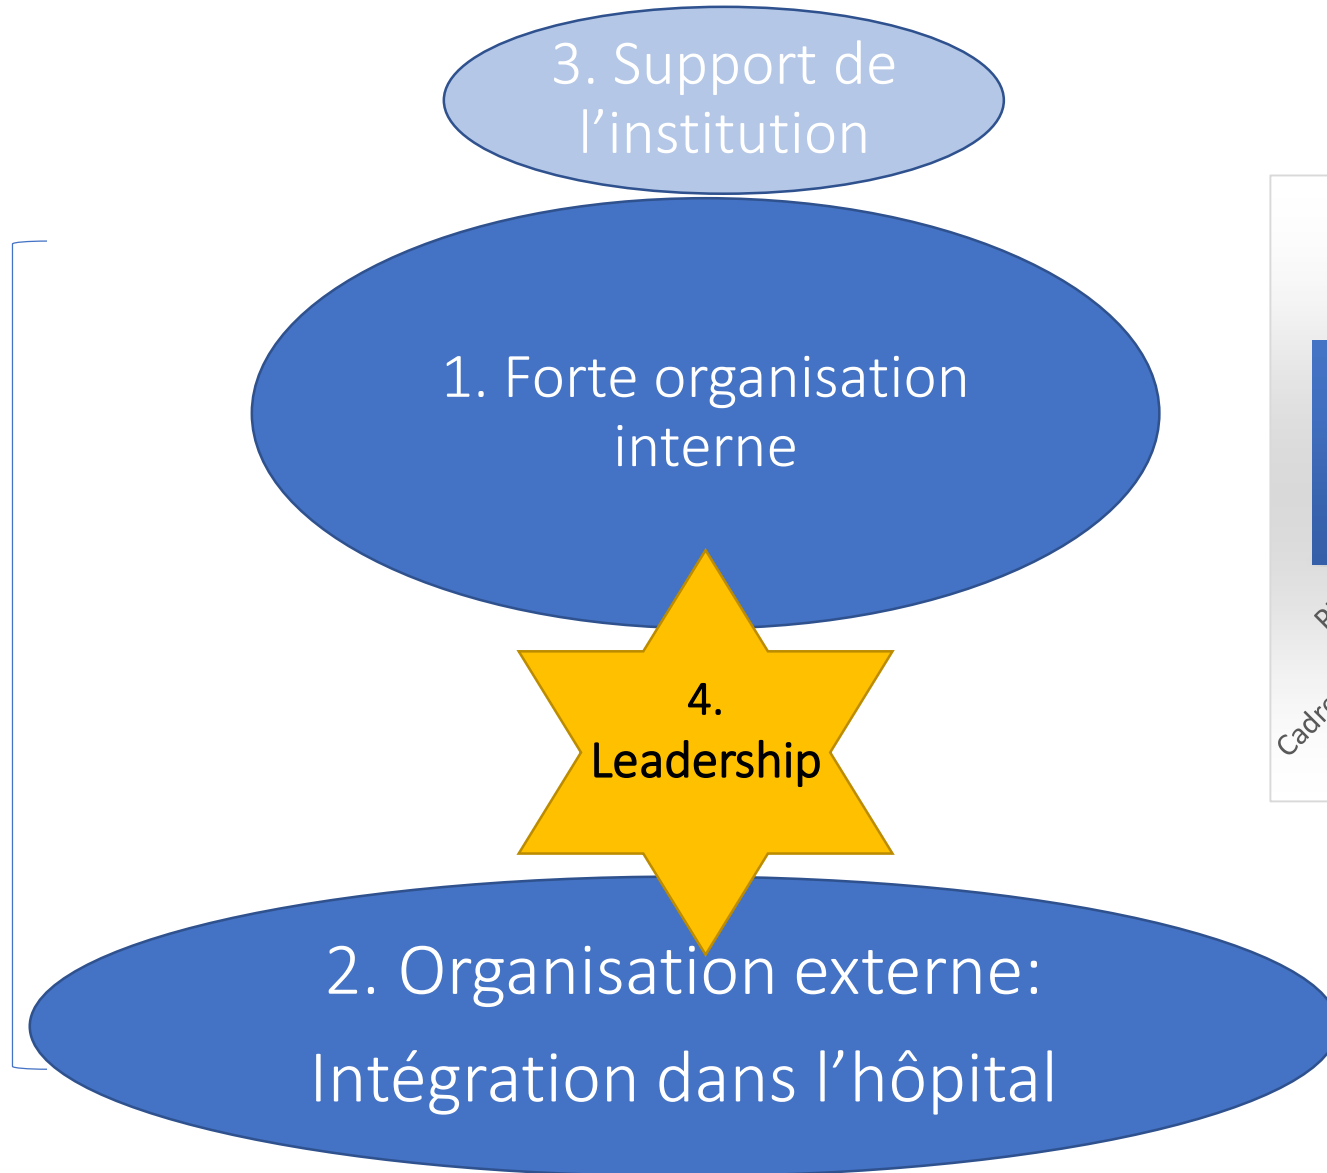 3. Support de
l’institution
1. Forte organisation
interne
4.
Leadership
2. Organisation externe:
Intégration dans l’hôpital